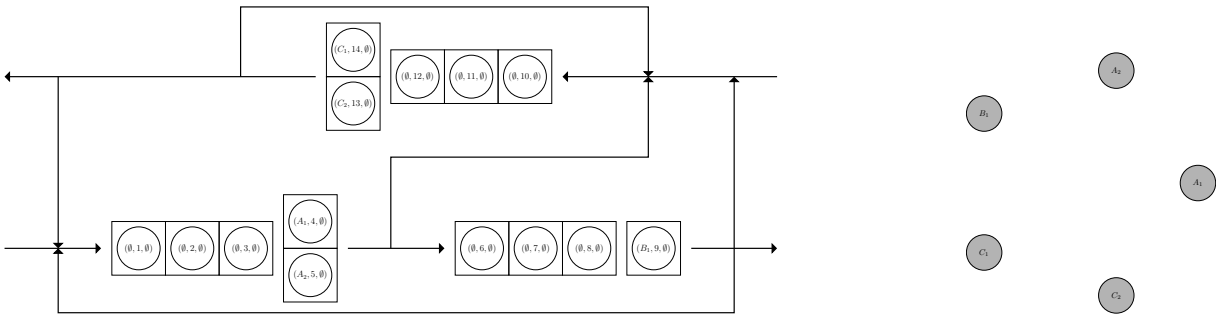 (C₁, 14, ∅)
(∅, 12, ∅) (∅, 11, ∅) (∅, 10, ∅)
(C₂, 13, ∅)
(A₁, 4, ∅)
(∅, 1, ∅) (∅, 2, ∅) (∅, 3, ∅)
(A₂, 5, ∅)
(∅, 6, ∅) (∅, 7, ∅) (∅, 8, ∅) (B₁, 9, ∅)
A₂
B₁
A₁
C₁
C₂